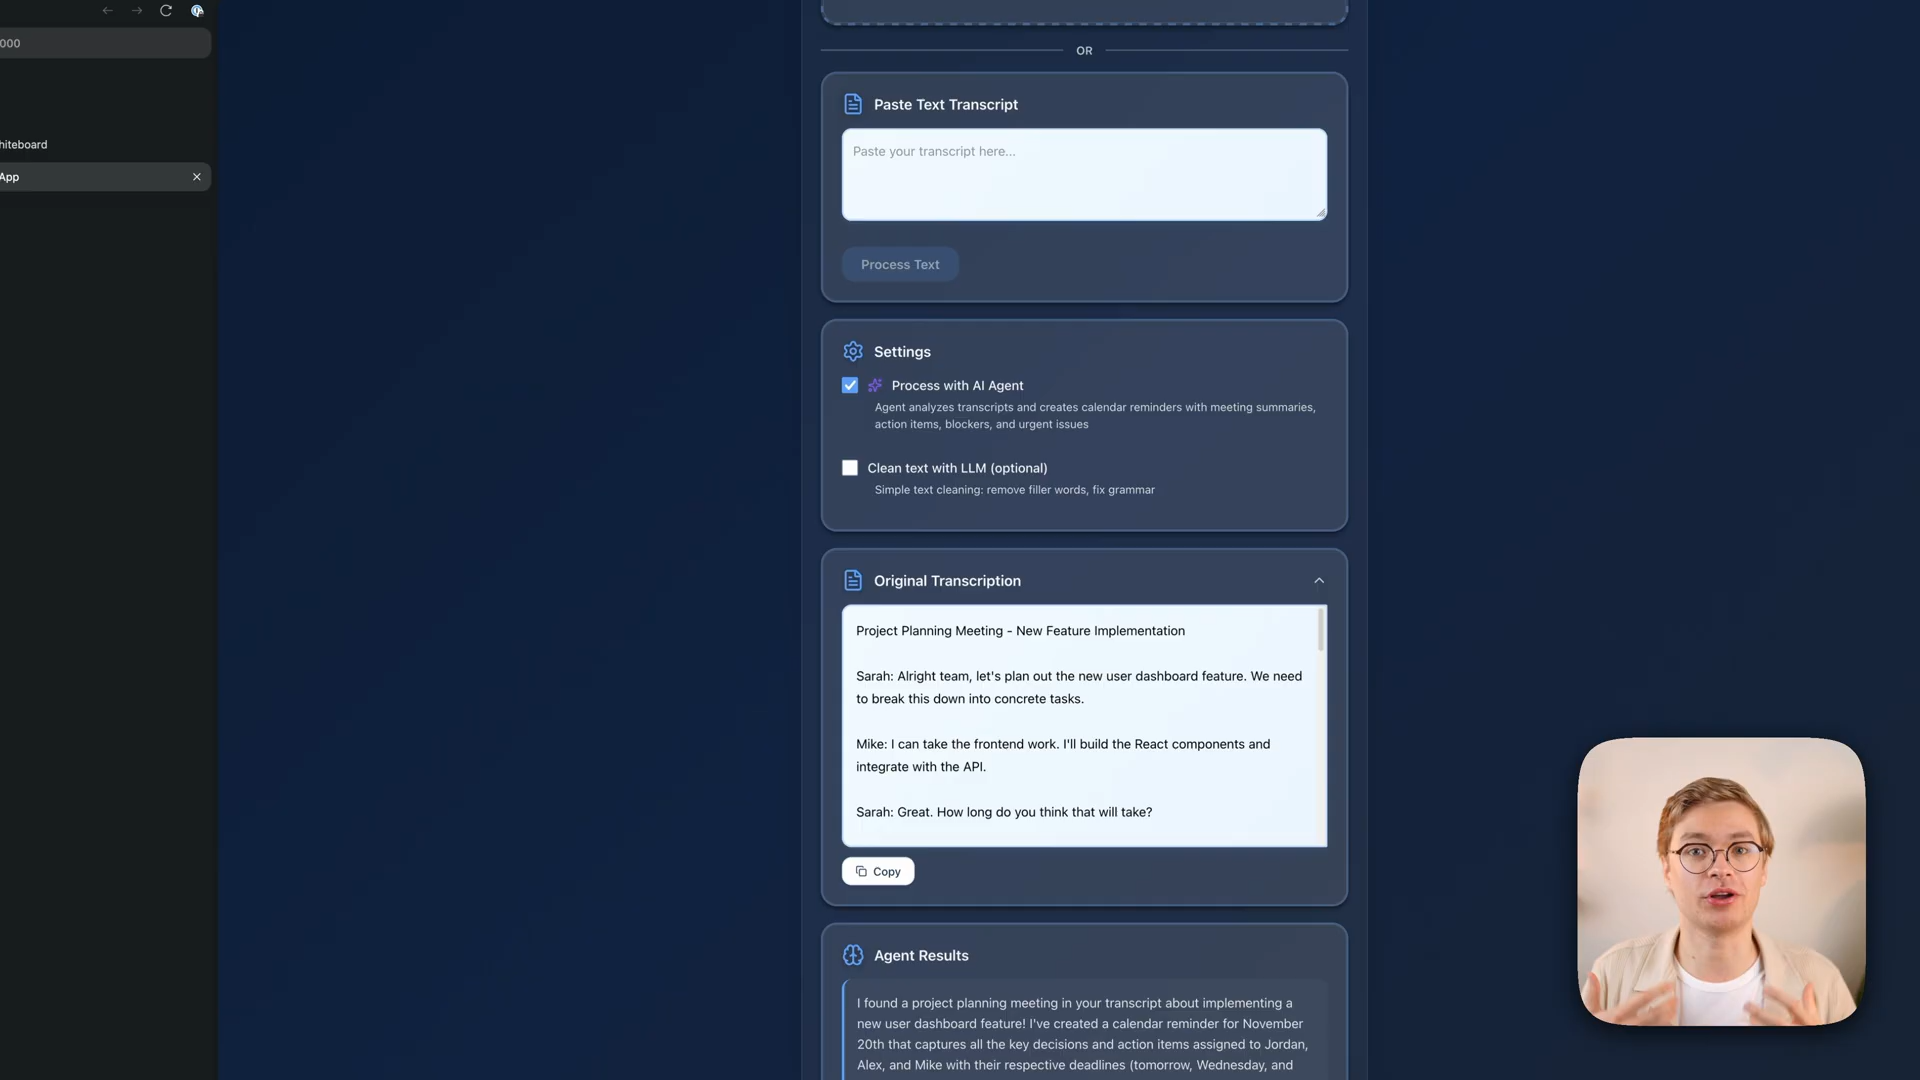 000
hiteboard
App
OR
Paste Text Transcript
Paste your transcript here...
Process Text
Settings
Process with AI Agent
Agent analyzes transcripts and creates calendar reminders with meeting summaries,
action items, blockers, and urgent issues
Clean text with LLM (optional)
Simple text cleaning: remove filler words, fix grammar
Original Transcription
Project Planning Meeting - New Feature Implementation
Sarah: Alright team, let's plan out the new user dashboard feature. We need
to break this down into concrete tasks.
Mike: I can take the frontend work. I'll build the React components and
integrate with the API.
Sarah: Great. How long do you think that will take?
Copy
Agent Results
I found a project planning meeting in your transcript about implementing a
new user dashboard feature! I've created a calendar reminder for November
20th that captures all the key decisions and action items assigned to Jordan,
Alex, and Mike with their respective deadlines (tomorrow, Wednesday, and